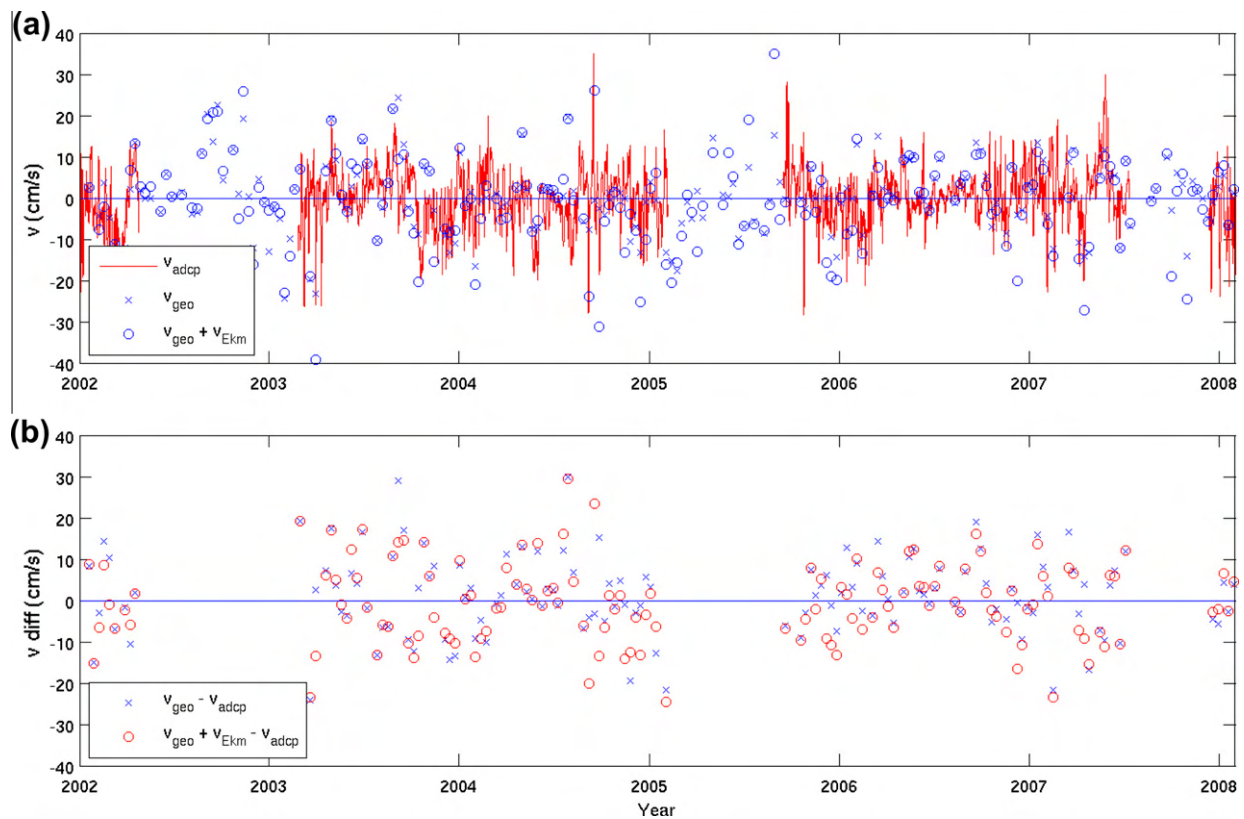 (a)
40
30
20
10
0
-10
-20
-30
-40
v (cm/s)
v_adcp
v_geo
v_geo + v_Ekm
2002 2003 2004 2005 2006 2007 2008
(b)
40
30
20
10
0
-10
-20
-30
-40
v diff (cm/s)
v_geo - v_adcp
v_geo + v_Ekm - v_adcp
2002 2003 2004 2005 2006 2007 2008
Year